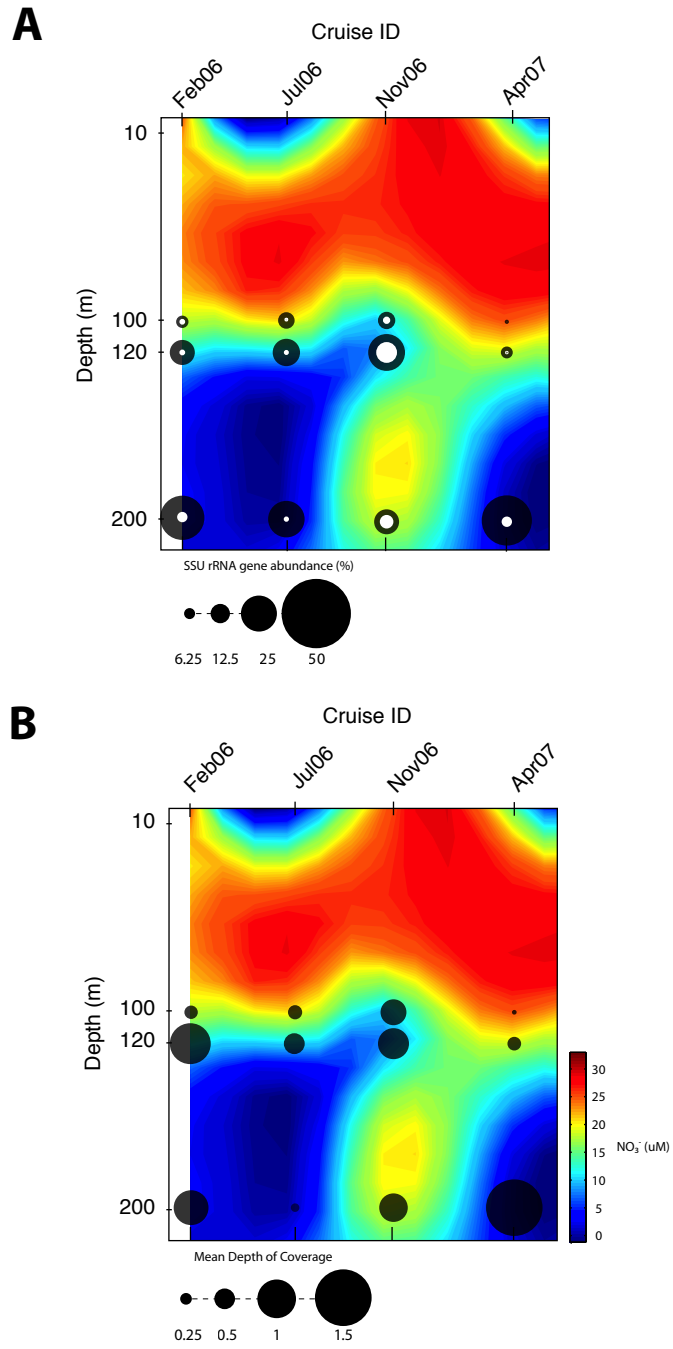 A
Cruise ID
Feb06 Jul06 Nov06 Apr07
10
100
120
200
Depth (m)
SSU rRNA gene abundance (%)
6.25 12.5 25 50
B
Cruise ID
Feb06 Jul06 Nov06 Apr07
10
100
120
200
Depth (m)
30
25
20
15
10
5
0
NO₃⁻ (uM)
Mean Depth of Coverage
0.25 0.5 1 1.5